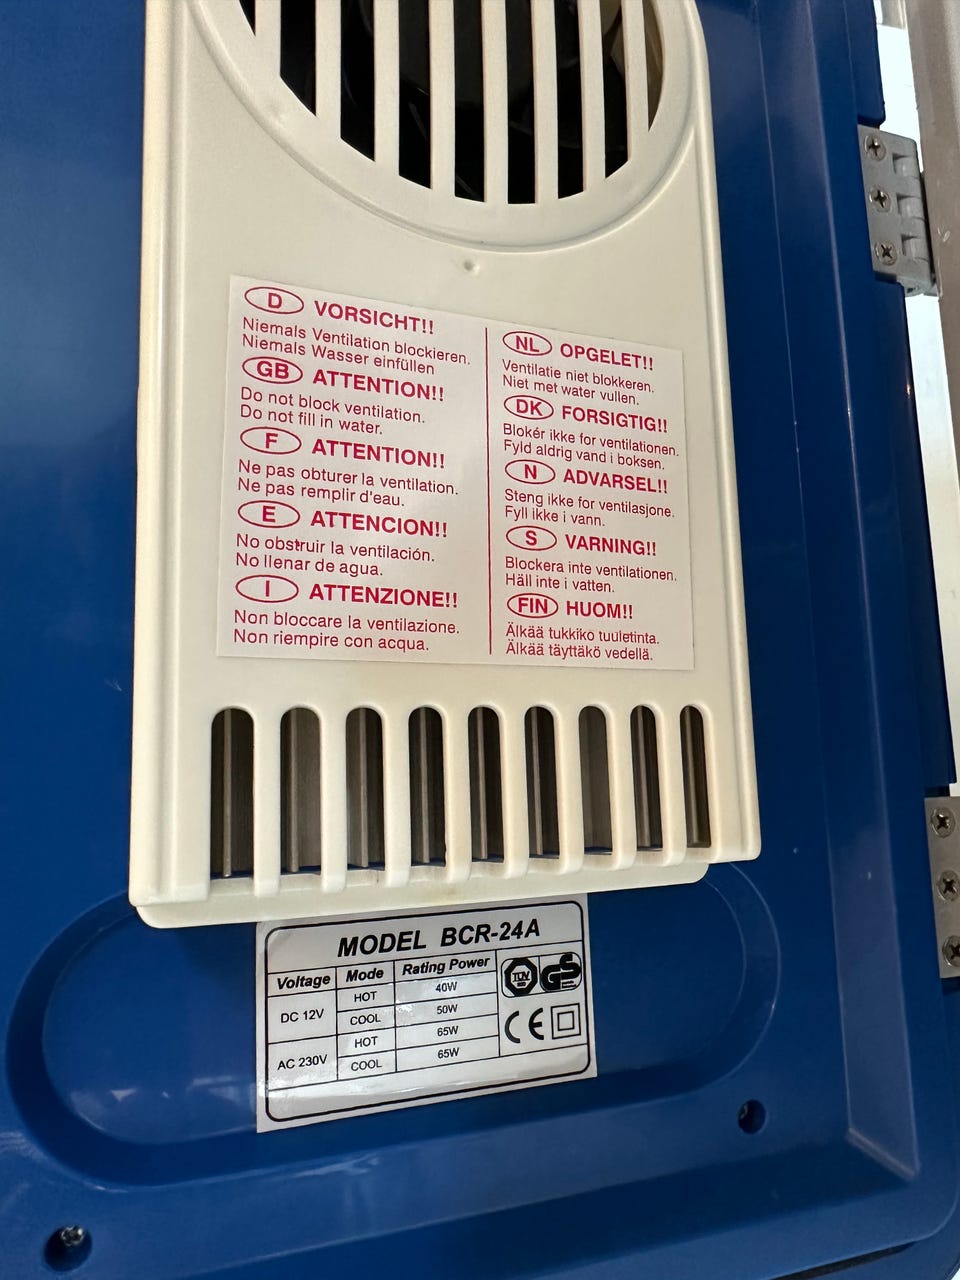 D VORSICHT!!
Niemals Ventilation blockieren.
Niemals Wasser einfüllen
GB ATTENTION!!
Do not block ventilation.
Do not fill in water.
F ATTENTION!!
Ne pas obturer la ventilation.
Ne pas remplir d'eau.
E ATTENCION!!
No obstruir la ventilación.
No llenar de agua.
I ATTENZIONE!!
Non bloccare la ventilazione.
Non riempire con acqua.
NL OPGELET!!
Ventilatie niet blokkeren.
Niet met water vullen.
DK FORSIGTIG!!
Blokér ikke for ventilationen.
Fyld aldrig vand i boksen.
N ADVARSEL!!
Steng ikke for ventilasjone.
Fyll ikke i vann.
S VARNING!!
Blockera inte ventilationen.
Häll inte i vatten.
FIN HUOM!!
Älkää tukkiko tuuletinta.
Älkää täyttäkö vedellä.
MODEL BCR-24A
Voltage Mode Rating Power
DC 12V HOT 40W
COOL 50W
AC 230V HOT 65W
COOL 65W
TÜV GS
CE